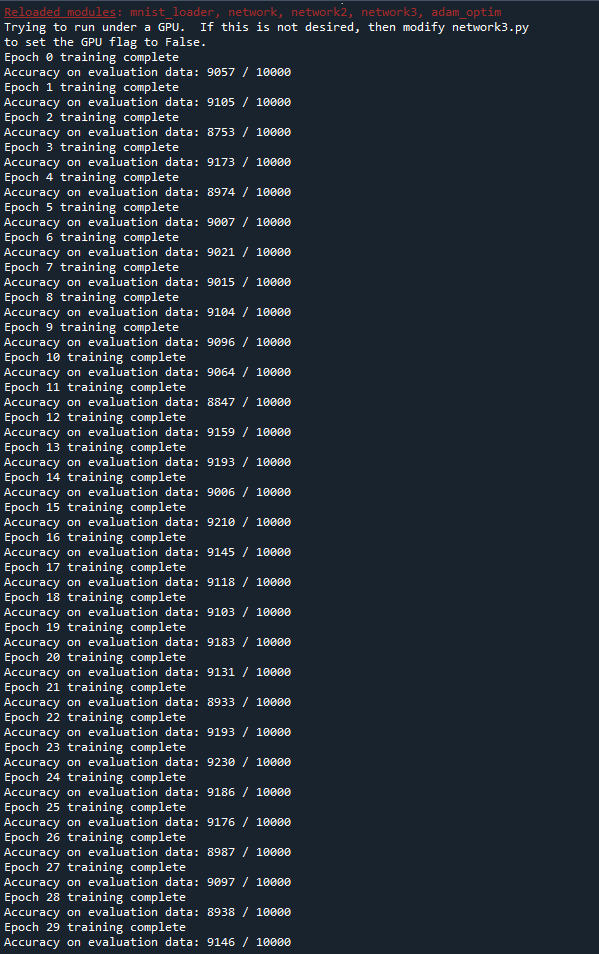 Reloaded modules: mnist_loader, network, network2, network3, adam_optim
Trying to run under a GPU.  If this is not desired, then modify network3.py
to set the GPU flag to False.
Epoch 0 training complete
Accuracy on evaluation data: 9057 / 10000
Epoch 1 training complete
Accuracy on evaluation data: 9105 / 10000
Epoch 2 training complete
Accuracy on evaluation data: 8753 / 10000
Epoch 3 training complete
Accuracy on evaluation data: 9173 / 10000
Epoch 4 training complete
Accuracy on evaluation data: 8974 / 10000
Epoch 5 training complete
Accuracy on evaluation data: 9007 / 10000
Epoch 6 training complete
Accuracy on evaluation data: 9021 / 10000
Epoch 7 training complete
Accuracy on evaluation data: 9015 / 10000
Epoch 8 training complete
Accuracy on evaluation data: 9104 / 10000
Epoch 9 training complete
Accuracy on evaluation data: 9096 / 10000
Epoch 10 training complete
Accuracy on evaluation data: 9064 / 10000
Epoch 11 training complete
Accuracy on evaluation data: 8847 / 10000
Epoch 12 training complete
Accuracy on evaluation data: 9159 / 10000
Epoch 13 training complete
Accuracy on evaluation data: 9193 / 10000
Epoch 14 training complete
Accuracy on evaluation data: 9006 / 10000
Epoch 15 training complete
Accuracy on evaluation data: 9210 / 10000
Epoch 16 training complete
Accuracy on evaluation data: 9145 / 10000
Epoch 17 training complete
Accuracy on evaluation data: 9118 / 10000
Epoch 18 training complete
Accuracy on evaluation data: 9103 / 10000
Epoch 19 training complete
Accuracy on evaluation data: 9183 / 10000
Epoch 20 training complete
Accuracy on evaluation data: 9131 / 10000
Epoch 21 training complete
Accuracy on evaluation data: 8933 / 10000
Epoch 22 training complete
Accuracy on evaluation data: 9193 / 10000
Epoch 23 training complete
Accuracy on evaluation data: 9230 / 10000
Epoch 24 training complete
Accuracy on evaluation data: 9186 / 10000
Epoch 25 training complete
Accuracy on evaluation data: 9176 / 10000
Epoch 26 training complete
Accuracy on evaluation data: 8987 / 10000
Epoch 27 training complete
Accuracy on evaluation data: 9097 / 10000
Epoch 28 training complete
Accuracy on evaluation data: 8938 / 10000
Epoch 29 training complete
Accuracy on evaluation data: 9146 / 10000